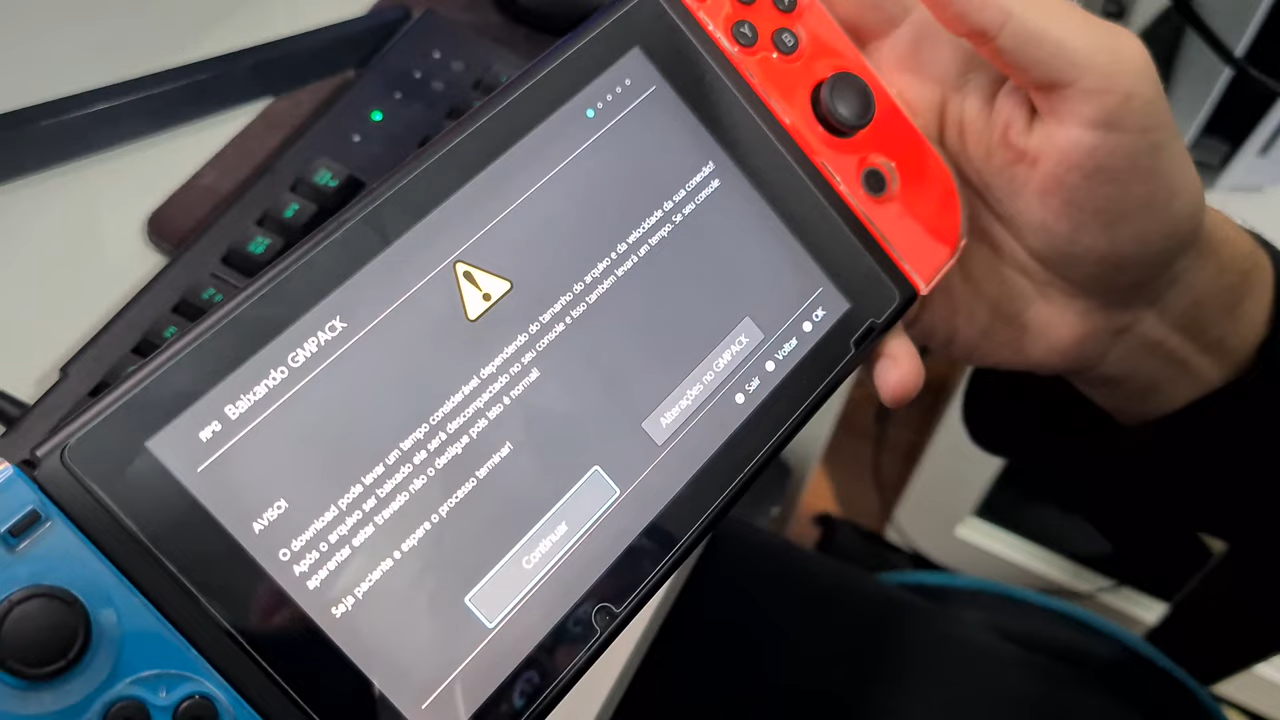 Baixando GMPACK
AVISO!
O download pode levar um tempo considerável dependendo do tamanho do arquivo e da velocidade da sua conexão!
Após o arquivo ser baixado ele será descompactado no seu console e isso também levará um tempo. Se seu console
aparentar estar travado não o desligue pois isto é normal!
Seja paciente e espere o processo terminar!
Continuar
Alterações no GMPACK
Sair
Voltar
OK
Y
B